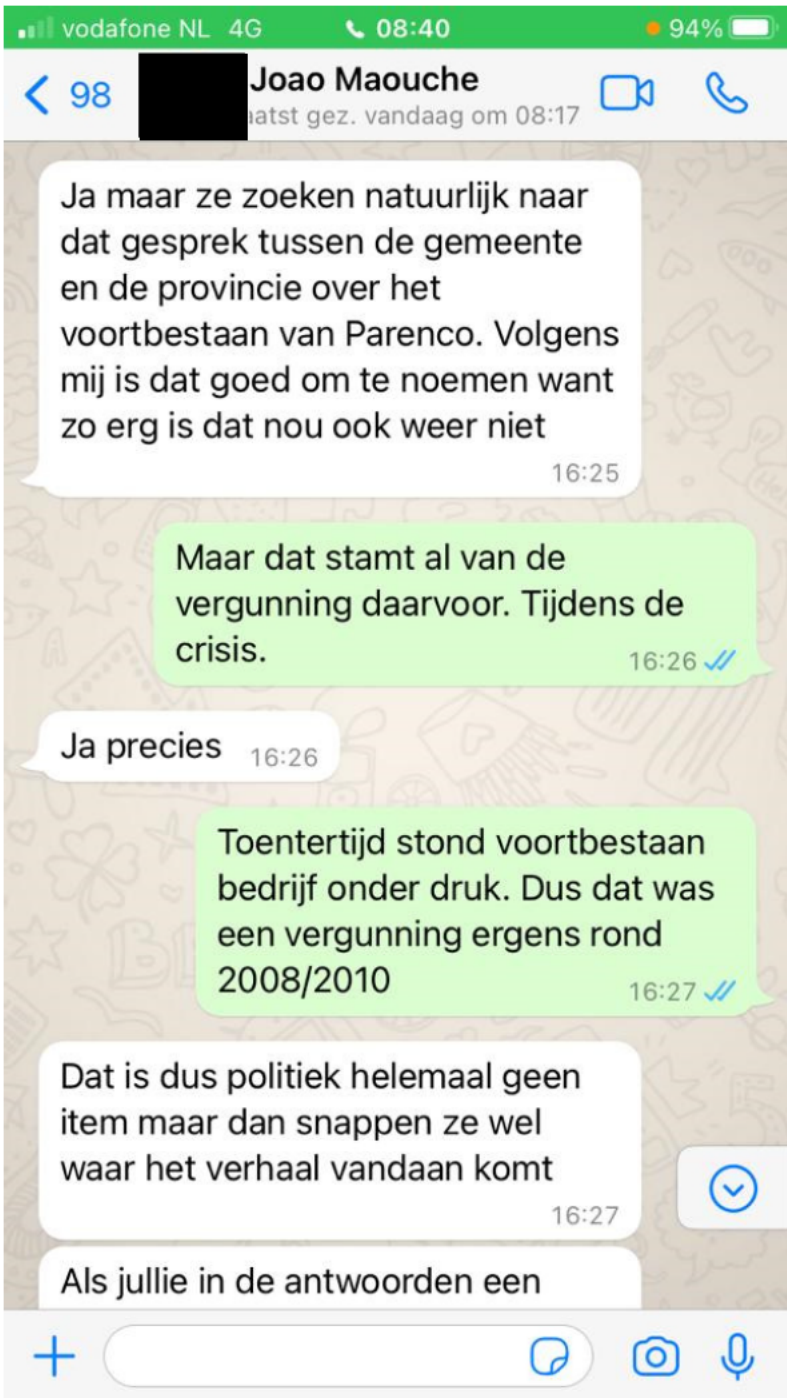 vodafone NL 4G 08:40 94%
98 Joao Maouche
atst gez. vandaag om 08:17
Ja maar ze zoeken natuurlijk naar
dat gesprek tussen de gemeente
en de provincie over het
voortbestaan van Parenco. Volgens
mij is dat goed om te noemen want
zo erg is dat nou ook weer niet
16:25
Maar dat stamt al van de
vergunning daarvoor. Tijdens de
crisis.
16:26
Ja precies 16:26
Toentertijd stond voortbestaan
bedrijf onder druk. Dus dat was
een vergunning ergens rond
2008/2010
16:27
Dat is dus politiek helemaal geen
item maar dan snappen ze wel
waar het verhaal vandaan komt
16:27
Als jullie in de antwoorden een